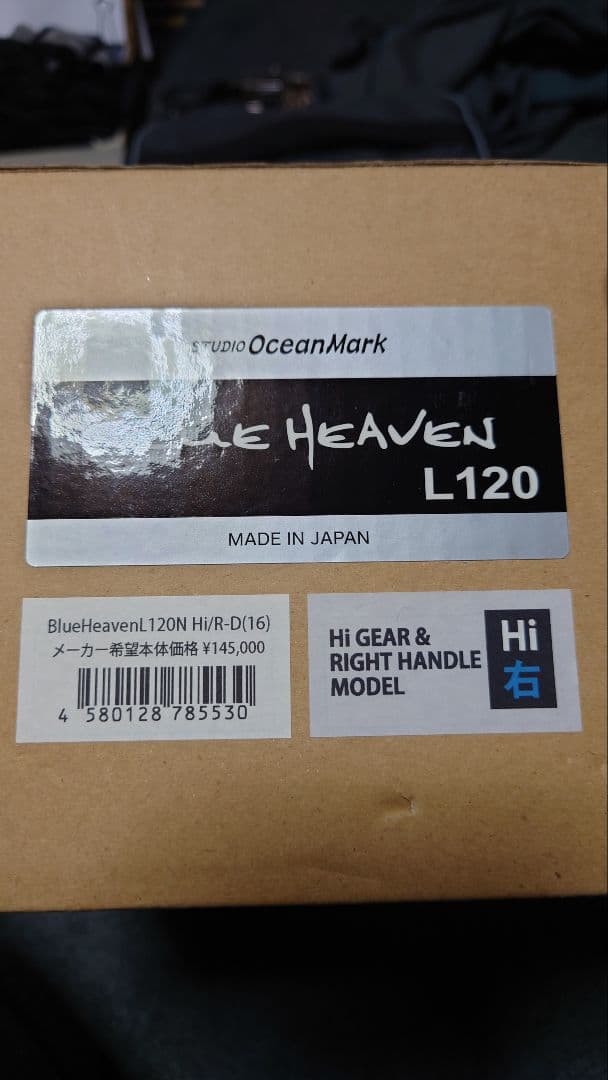 STUDIO OceanMark
HEAVEN
L120
MADE IN JAPAN
BlueHeavenL120N Hi/R-D(16)
メーカー希望本体価格 ¥145,000
4 580128 785530
Hi GEAR &
RIGHT HANDLE
MODEL
Hi
右